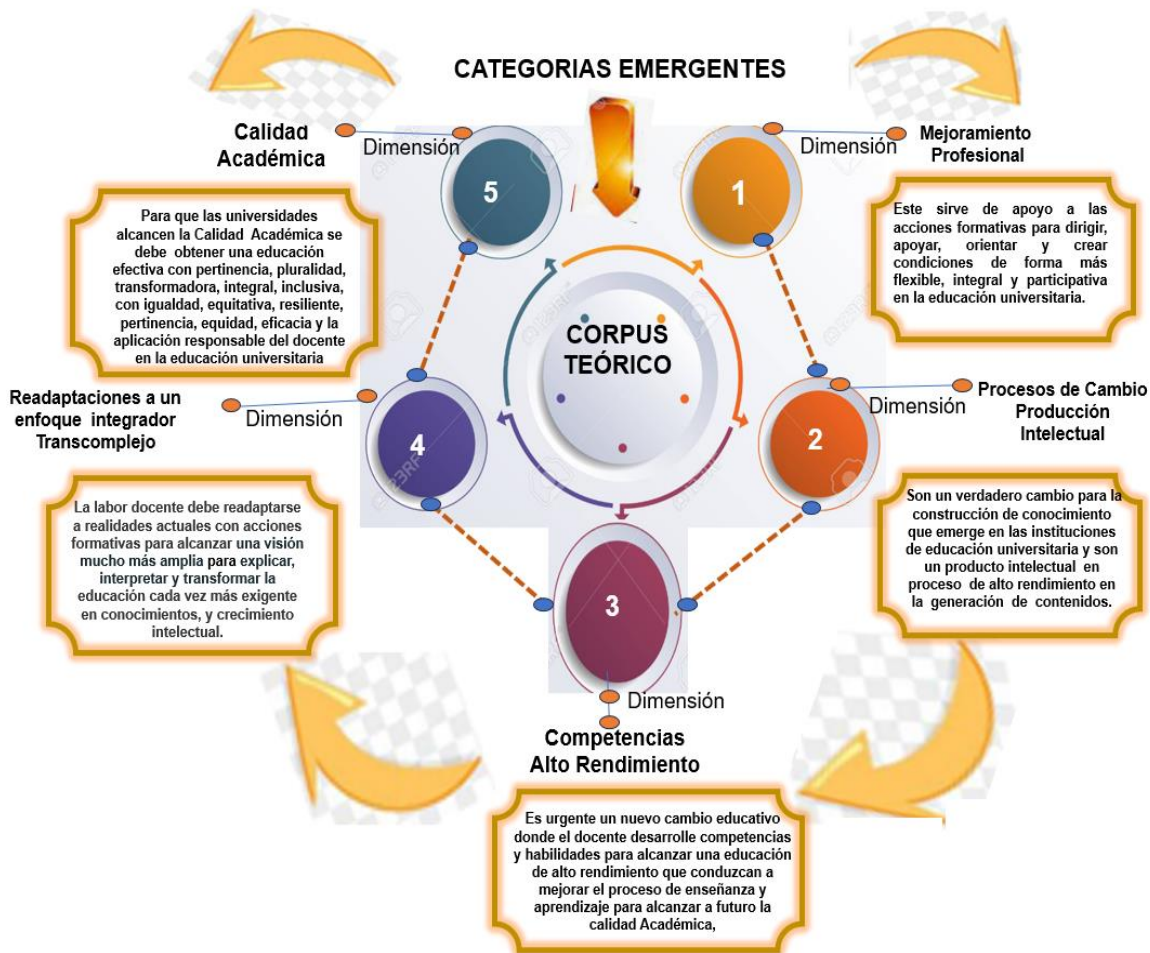 CATEGORIAS EMERGENTES
Calidad
Académica
Dimensión
5
Para que las universidades
alcancen la Calidad Académica se
debe obtener una educación
efectiva con pertinencia, pluralidad,
transformadora, integral, inclusiva,
con igualdad, equitativa, resiliente,
pertinencia, equidad, eficacia y la
aplicación responsable del docente
en la educación universitaria
1
Dimensión
Mejoramiento
Profesional
Este sirve de apoyo a las
acciones formativas para dirigir,
apoyar, orientar y crear
condiciones de forma más
flexible, integral y participativa
en la educación universitaria.
CORPUS
TEÓRICO
Readaptaciones a un
enfoque integrador
Transcomplejo
Dimensión
4
La labor docente debe readaptarse
a realidades actuales con acciones
formativas para alcanzar una visión
mucho más amplia para explicar,
interpretar y transformar la
educación cada vez más exigente
en conocimientos, y crecimiento
intelectual.
2
Dimensión
Procesos de Cambio
Producción
Intelectual
Son un verdadero cambio para la
construcción de conocimiento
que emerge en las instituciones
de educación universitaria y son
un producto intelectual en
proceso de alto rendimiento en
la generación de contenidos.
3
Dimensión
Competencias
Alto Rendimiento
Es urgente un nuevo cambio educativo
donde el docente desarrolle competencias
y habilidades para alcanzar una educación
de alto rendimiento que conduzcan a
mejorar el proceso de enseñanza y
aprendizaje para alcanzar a futuro la
calidad Académica,